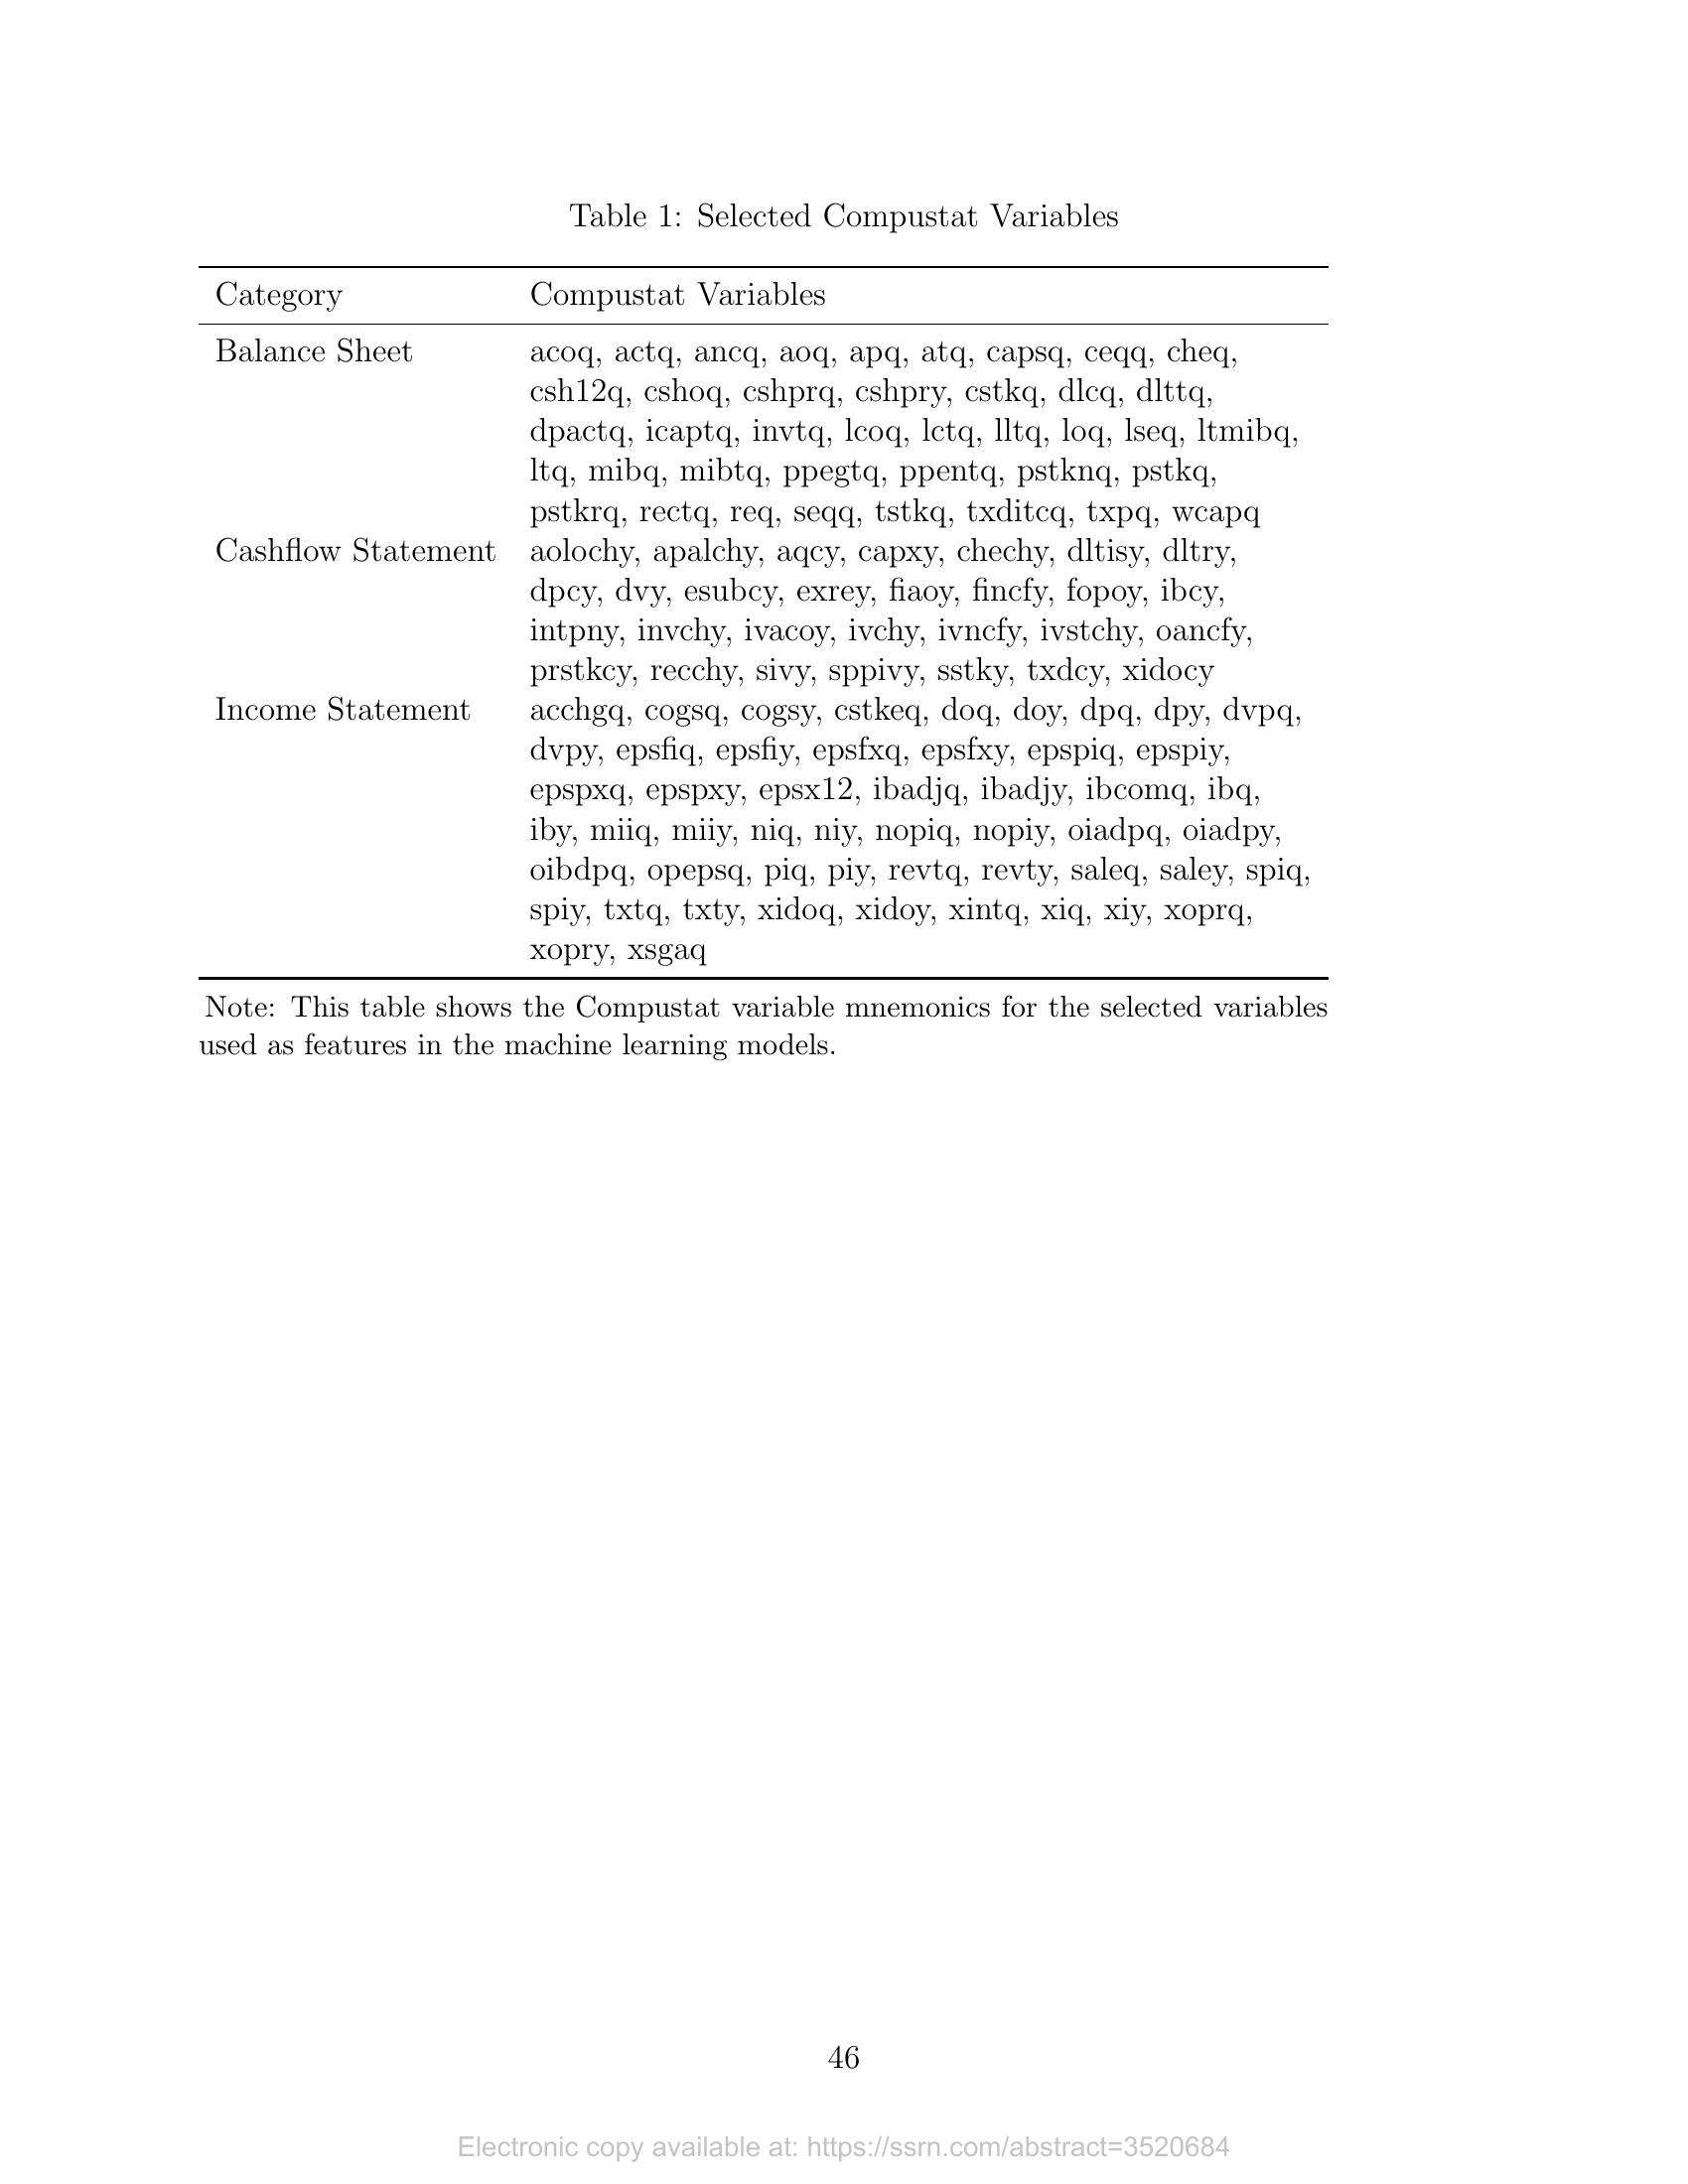 Table 1: Selected Compustat Variables
Category Compustat Variables
Balance Sheet acoq, actq, ancq, aoq, apq, atq, capsq, ceqq, cheq,
csh12q, cshoq, cshprq, cshpry, cstkq, dlcq, dlttq,
dpactq, icaptq, invtq, lcoq, lctq, lltq, loq, lseq, ltmibq,
ltq, mibq, mibtq, ppegtq, ppentq, pstknq, pstkq,
pstkrq, rectq, req, seqq, tstkq, txditcq, txpq, wcapq
Cashflow Statement aolochy, apalchy, aqcy, capxy, chechy, dltisy, dltry,
dpcy, dvy, esubcy, exrey, fiaoy, fincfy, fopoy, ibcy,
intpny, invchy, ivacoy, ivchy, ivncfy, ivstchy, oancfy,
prstkcy, recchy, sivy, sppivy, sstky, txdcy, xidocy
Income Statement acchgq, cogsq, cogsy, cstkeq, doq, doy, dpq, dpy, dvpq,
dvpy, epsfiq, epsfiy, epsfxq, epsfxy, epspiq, epspiy,
epspxq, epspxy, epsx12, ibadjq, ibadjy, ibcomq, ibq,
iby, miiq, miiy, niq, niy, nopiq, nopiy, oiadpq, oiadpy,
oibdpq, opepsq, piq, piy, revtq, revty, saleq, saley, spiq,
spiy, txtq, txty, xidoq, xidoy, xintq, xiq, xiy, xoprq,
xopry, xsgaq
Note: This table shows the Compustat variable mnemonics for the selected variables
used as features in the machine learning models.
46
Electronic copy available at: https://ssrn.com/abstract=3520684